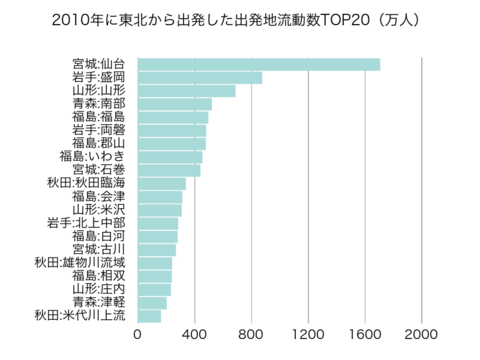 2010年に東北から出発した出発地流動数TOP20（万人）
宮城:仙台
岩手:盛岡
山形:山形
青森:南部
福島:福島
岩手:両磐
福島:郡山
福島:いわき
宮城:石巻
秋田:秋田臨海
福島:会津
山形:米沢
岩手:北上中部
福島:白河
宮城:古川
秋田:雄物川流域
福島:相双
山形:庄内
青森:津軽
秋田:米代川上流
0 400 800 1200 1600 2000